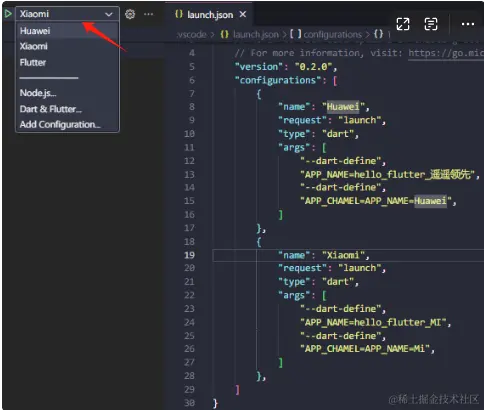 Xiaomi
Huawei
Xiaomi
Flutter
Node.js...
Dart & Flutter...
Add Configuration...
launch.json
.vscode > launch.json > [ ] configurations > { }
4 // For more information, visit: https://go.mic
5 "version": "0.2.0",
6 "configurations": [
7 {
8 "name": "Huawei",
9 "request": "launch",
10 "type": "dart",
11 "args": [
12 "--dart-define",
13 "APP_NAME=hello_flutter_遥遥领先",
14 "--dart-define",
15 "APP_CHAMEL=APP_NAME=Huawei",
16 ]
17 },
18 {
19 "name": "Xiaomi",
20 "request": "launch",
21 "type": "dart",
22 "args": [
23 "--dart-define",
24 "APP_NAME=hello_flutter_MI",
25 "--dart-define",
26 "APP_CHAMEL=APP_NAME=Mi",
27 ]
28 },
29 ]
30 }
@稀土掘金技术社区